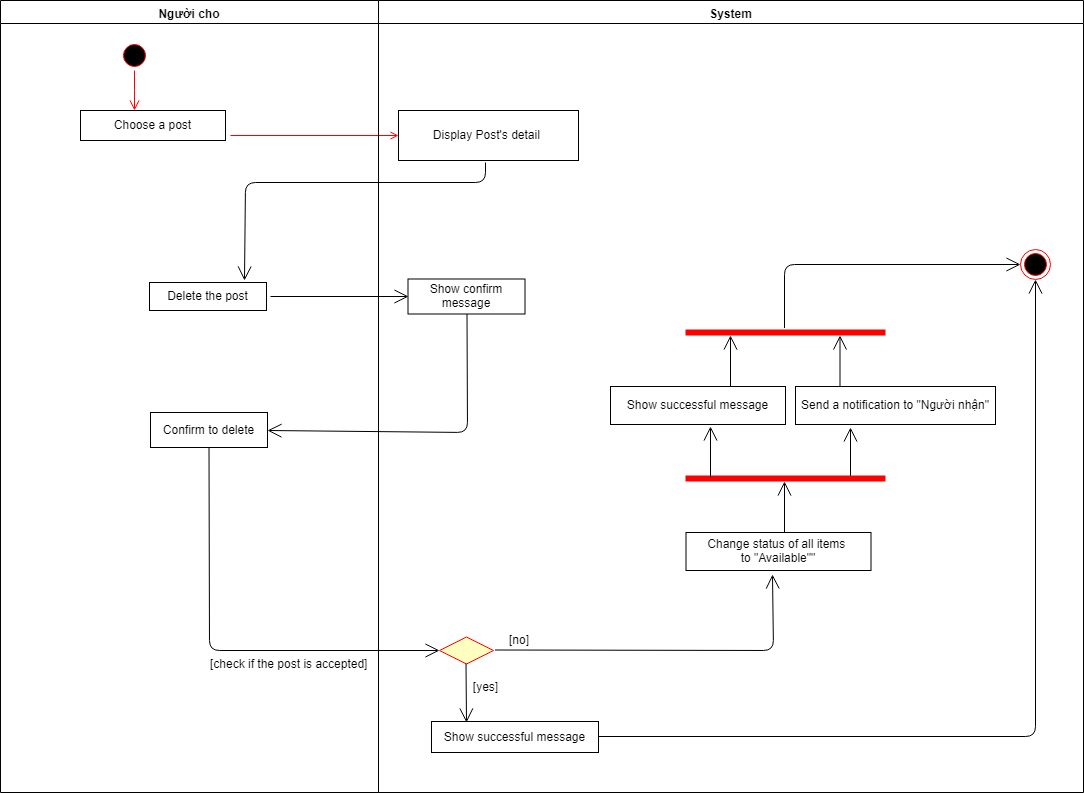 Người cho
System
Choose a post
Display Post's detail
Delete the post
Show confirm
message
Show successful message
Send a notification to "Người nhận"
Confirm to delete
Change status of all items
to "Available""
[no]
[check if the post is accepted]
[yes]
Show successful message